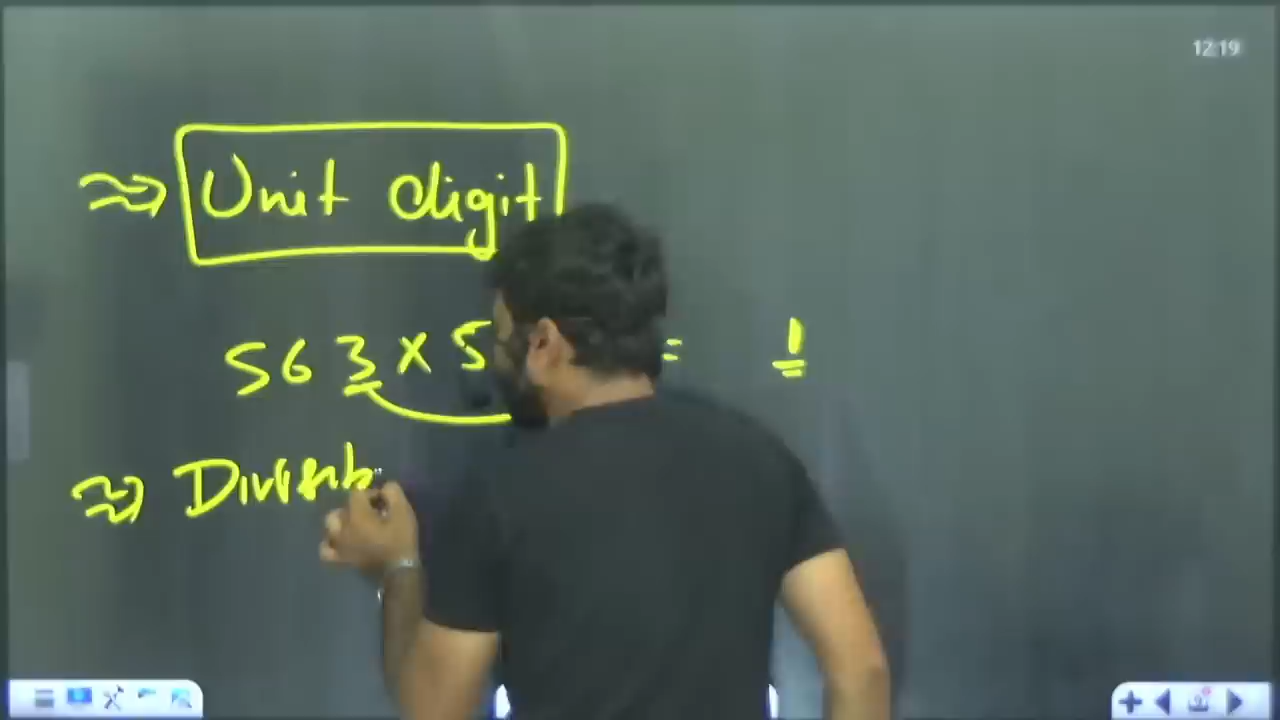 12:19
⇒ Unit digit
563 × 5 = 1
⇒ Divisib